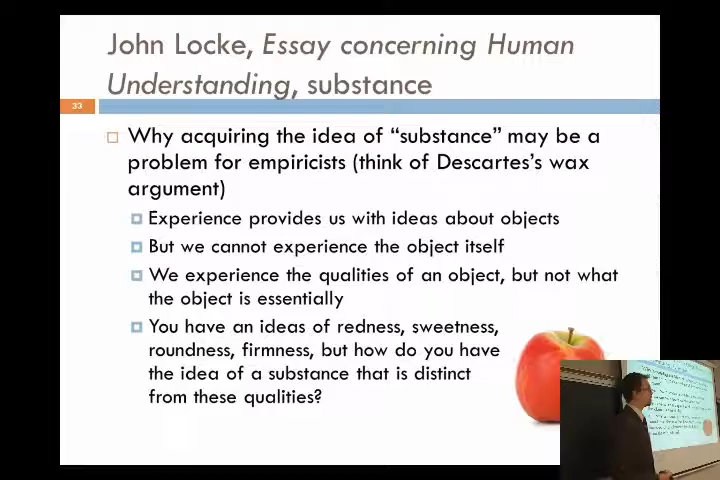 John Locke, Essay concerning Human
Understanding, substance
33
Why acquiring the idea of “substance” may be a
problem for empiricists (think of Descartes’s wax
argument)
Experience provides us with ideas about objects
But we cannot experience the object itself
We experience the qualities of an object, but not what
the object is essentially
You have an ideas of redness, sweetness,
roundness, firmness, but how do you have
the idea of a substance that is distinct
from these qualities?